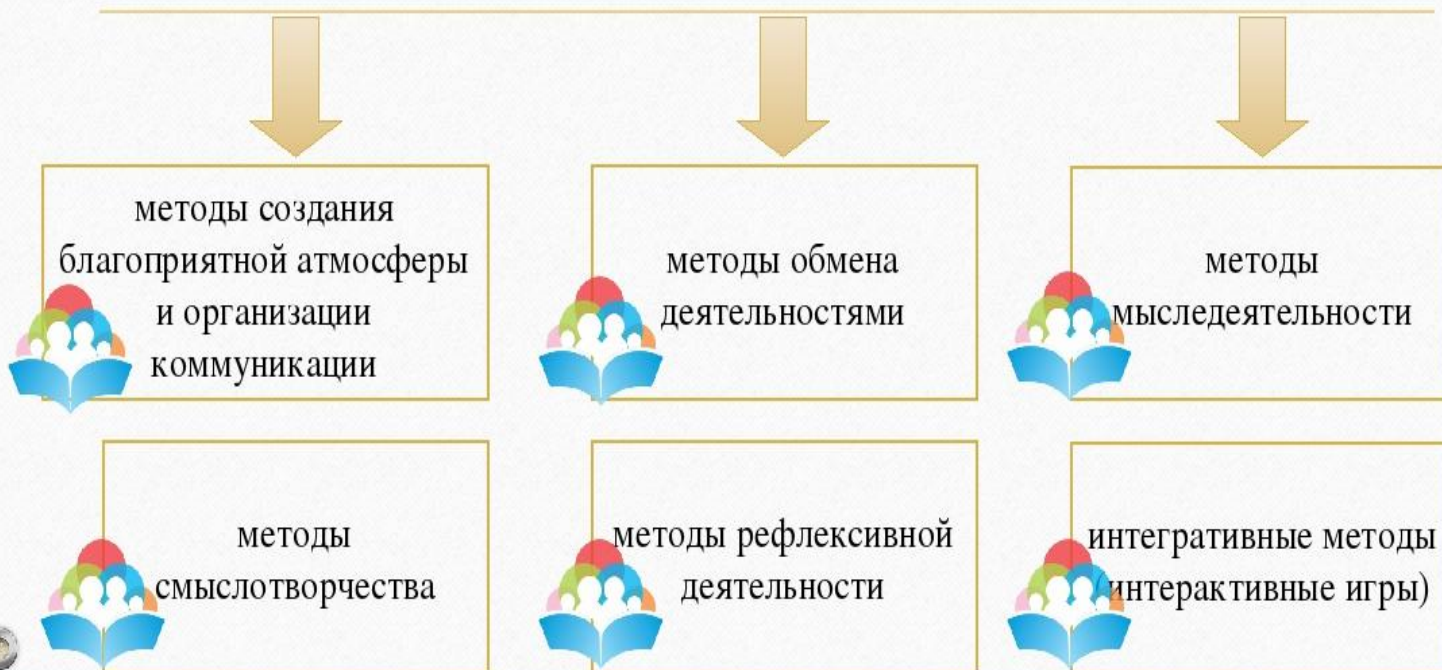 методы создания
благоприятной атмосферы
и организации
коммуникации
методы обмена
деятельностями
методы
мыследеятельности
методы
смыслотворчества
методы рефлексивной
деятельности
интегративные методы
(интерактивные игры)